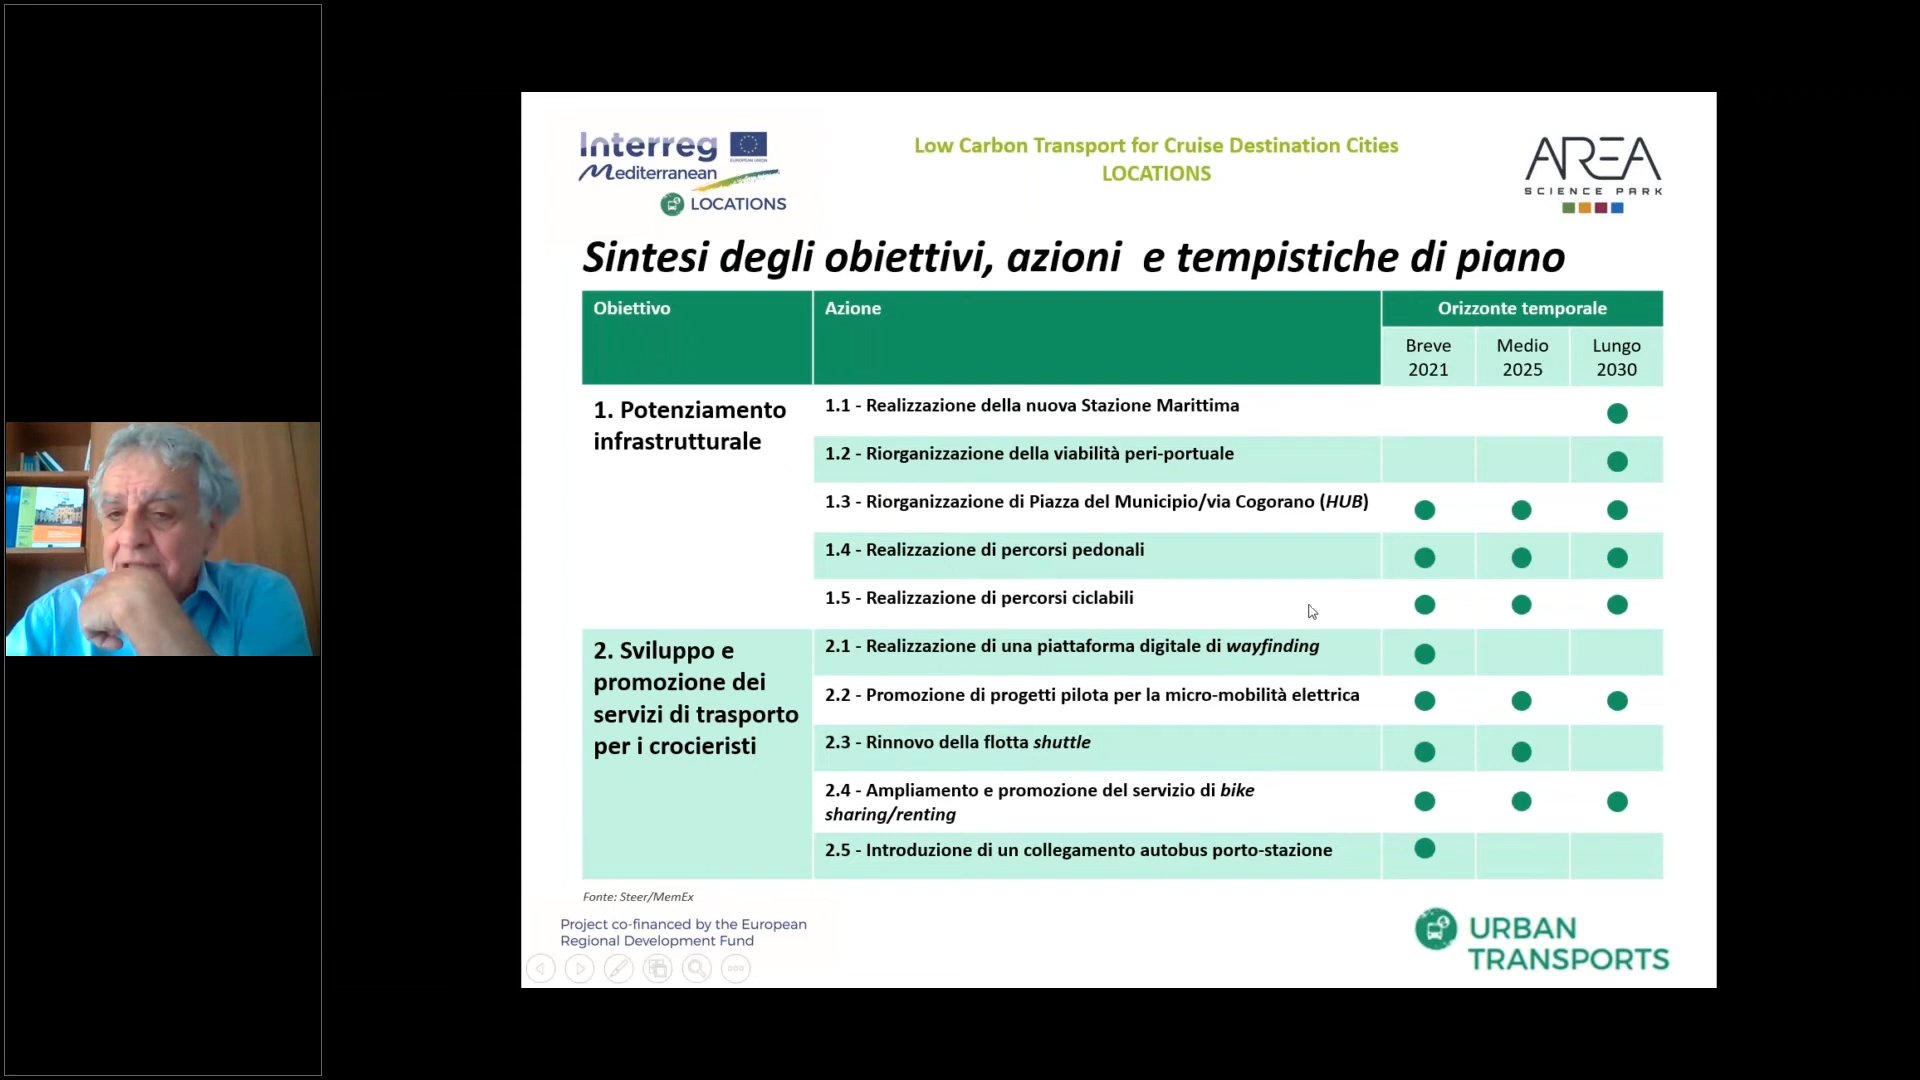 Interreg
EUROPEAN UNION
Mediterranean
LOCATIONS
Low Carbon Transport for Cruise Destination Cities
LOCATIONS
AREA
SCIENCE PARK
Sintesi degli obiettivi, azioni e tempistiche di piano
Obiettivo
Azione
Orizzonte temporale
Breve
2021
Medio
2025
Lungo
2030
1. Potenziamento
infrastrutturale
1.1 - Realizzazione della nuova Stazione Marittima
1.2 - Riorganizzazione della viabilità peri-portuale
1.3 - Riorganizzazione di Piazza del Municipio/via Cogorano (HUB)
1.4 - Realizzazione di percorsi pedonali
1.5 - Realizzazione di percorsi ciclabili
2. Sviluppo e
promozione dei
servizi di trasporto
per i crocieristi
2.1 - Realizzazione di una piattaforma digitale di wayfinding
2.2 - Promozione di progetti pilota per la micro-mobilità elettrica
2.3 - Rinnovo della flotta shuttle
2.4 - Ampliamento e promozione del servizio di bike
sharing/renting
2.5 - Introduzione di un collegamento autobus porto-stazione
Fonte: Steer/MemEx
Project co-financed by the European
Regional Development Fund
URBAN
TRANSPORTS